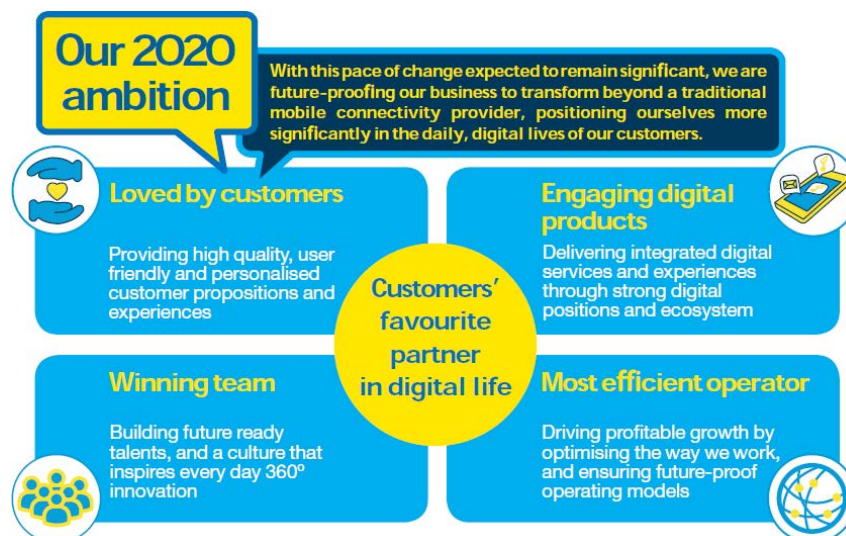 Our 2020
ambition
With this pace of change expected to remain significant, we are
future-proofing our business to transform beyond a traditional
mobile connectivity provider, positioning ourselves more
significantly in the daily, digital lives of our customers.
Loved by customers
Providing high quality, user
friendly and personalised
customer propositions and
experiences
Engaging digital
products
Delivering integrated digital
services and experiences
through strong digital
positions and ecosystem
Customers’
favourite
partner
in digital life
Winning team
Building future ready
talents, and a culture that
inspires every day 360º
innovation
Most efficient operator
Driving profitable growth by
optimising the way we work,
and ensuring future-proof
operating models